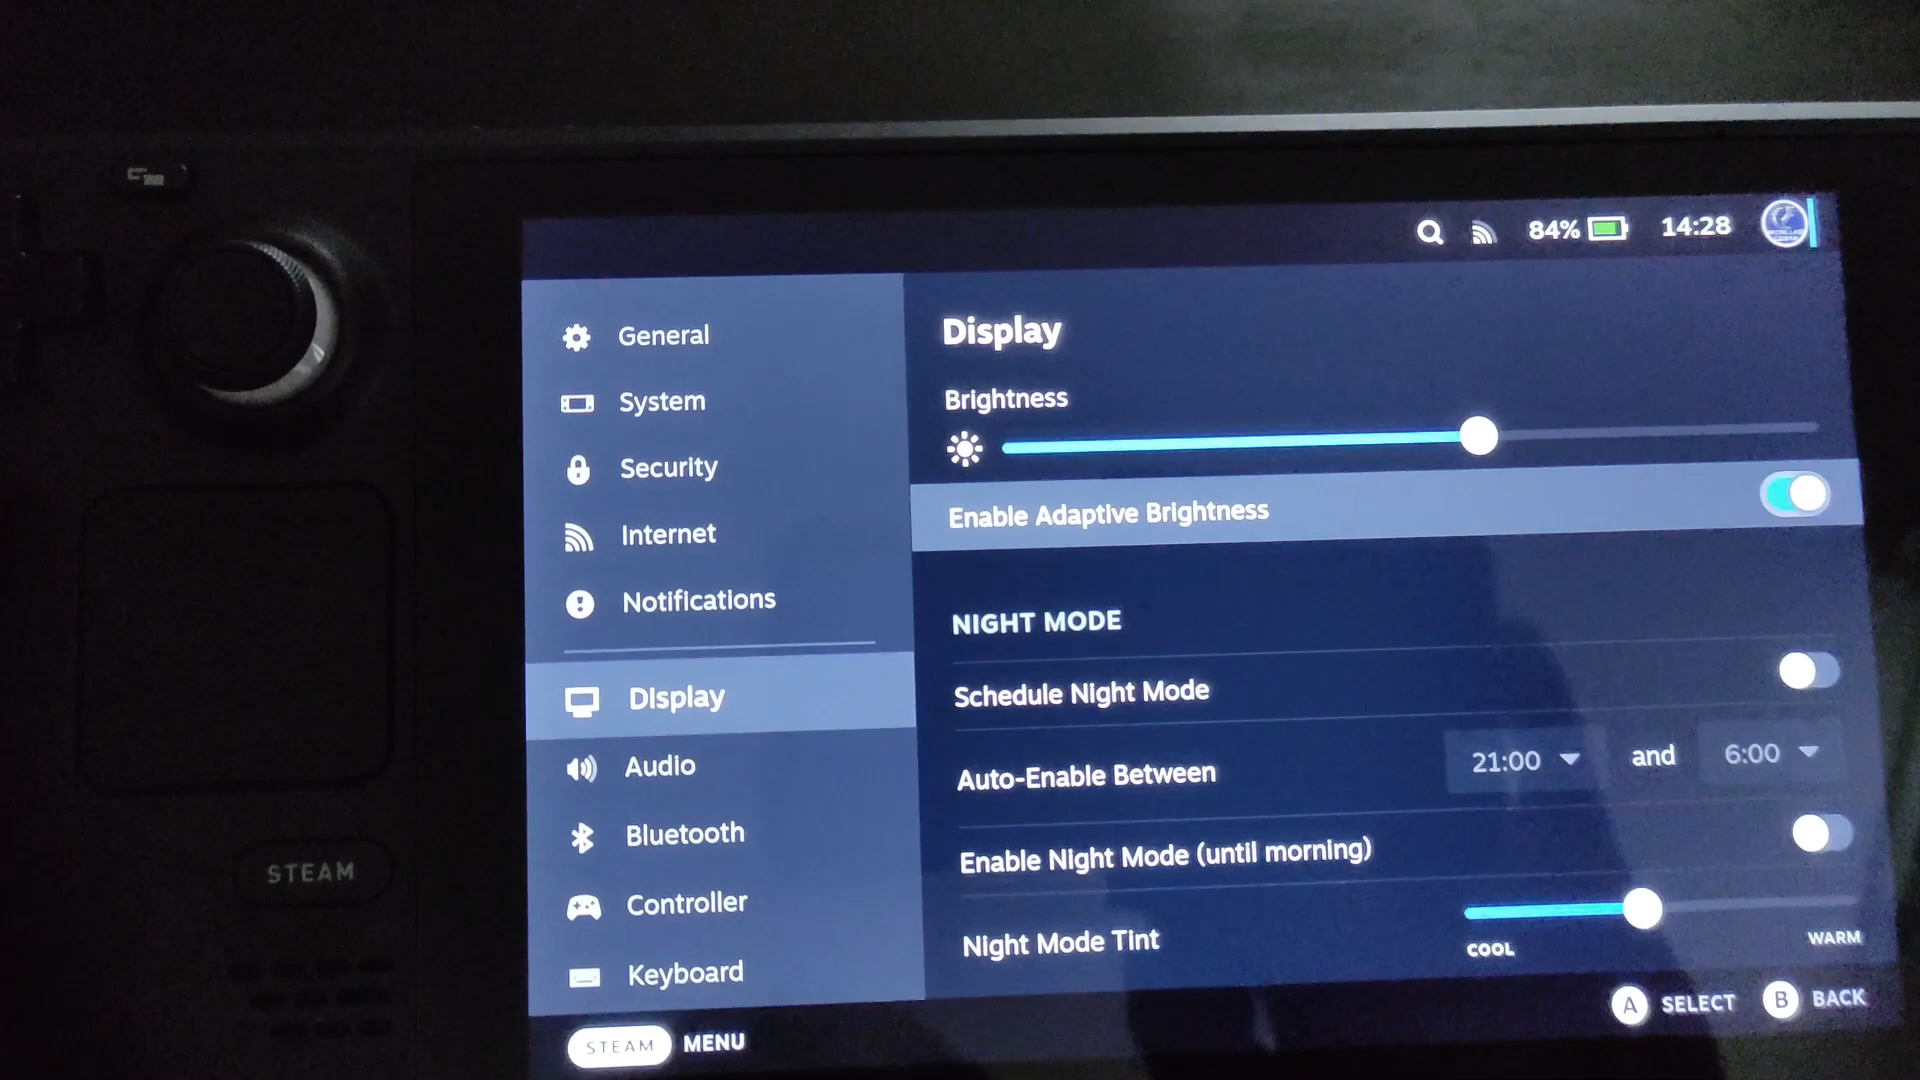 84% 14:28
General
System
Security
Internet
Notifications
Display
Audio
Bluetooth
Controller
Keyboard
Display
Brightness
Enable Adaptive Brightness
NIGHT MODE
Schedule Night Mode
Auto-Enable Between 21:00 and 6:00
Enable Night Mode (until morning)
Night Mode Tint
COOL WARM
STEAM
STEAM MENU
A SELECT B BACK